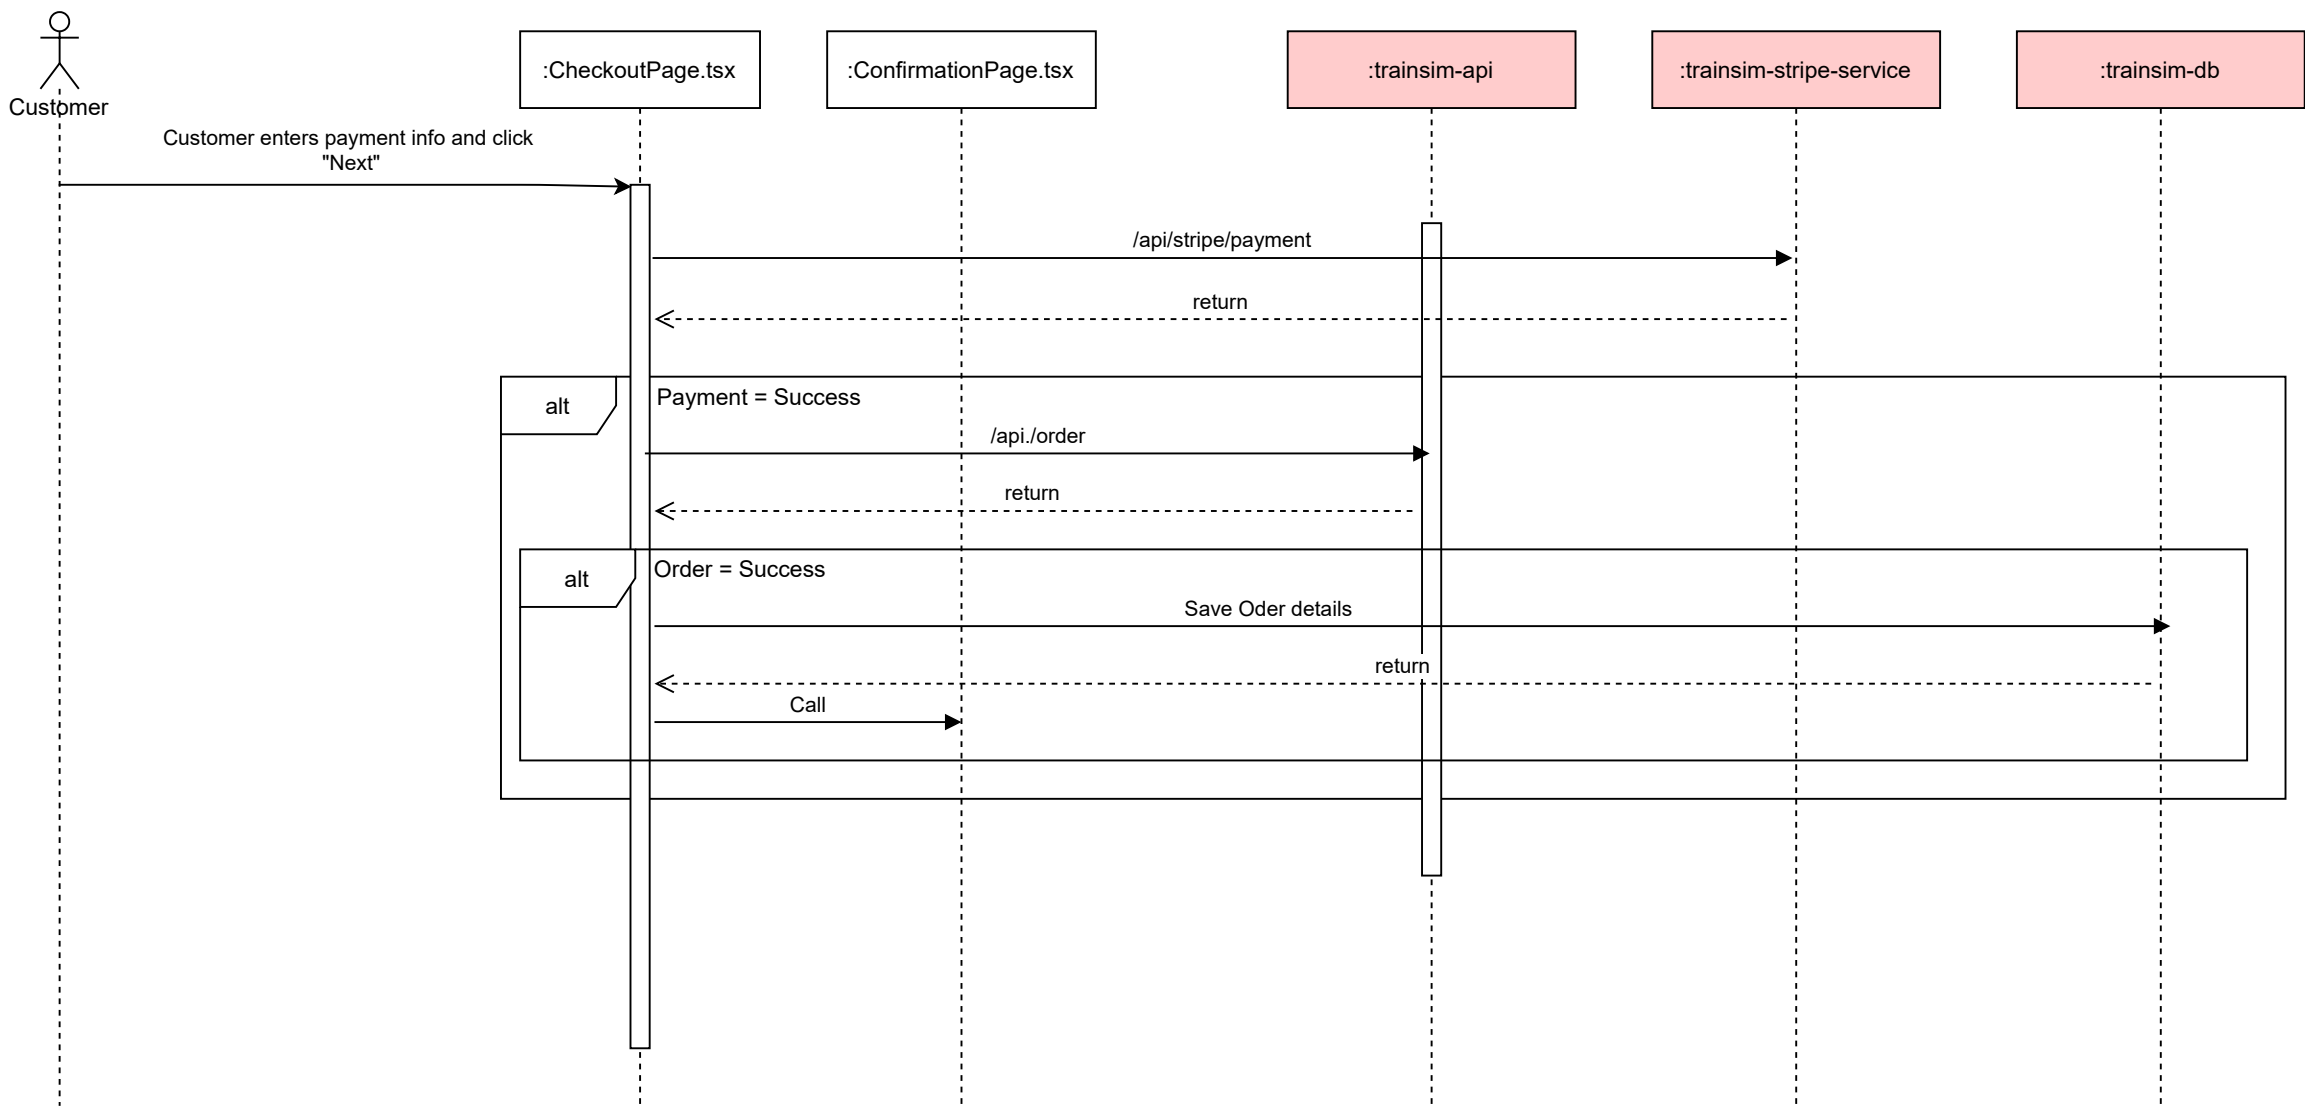 Customer
:CheckoutPage.tsx
:ConfirmationPage.tsx
:trainsim-api
:trainsim-stripe-service
:trainsim-db
Customer enters payment info and click
"Next"
/api/stripe/payment
return
alt
Payment = Success
/api./order
return
alt
Order = Success
Save Oder details
return
Call